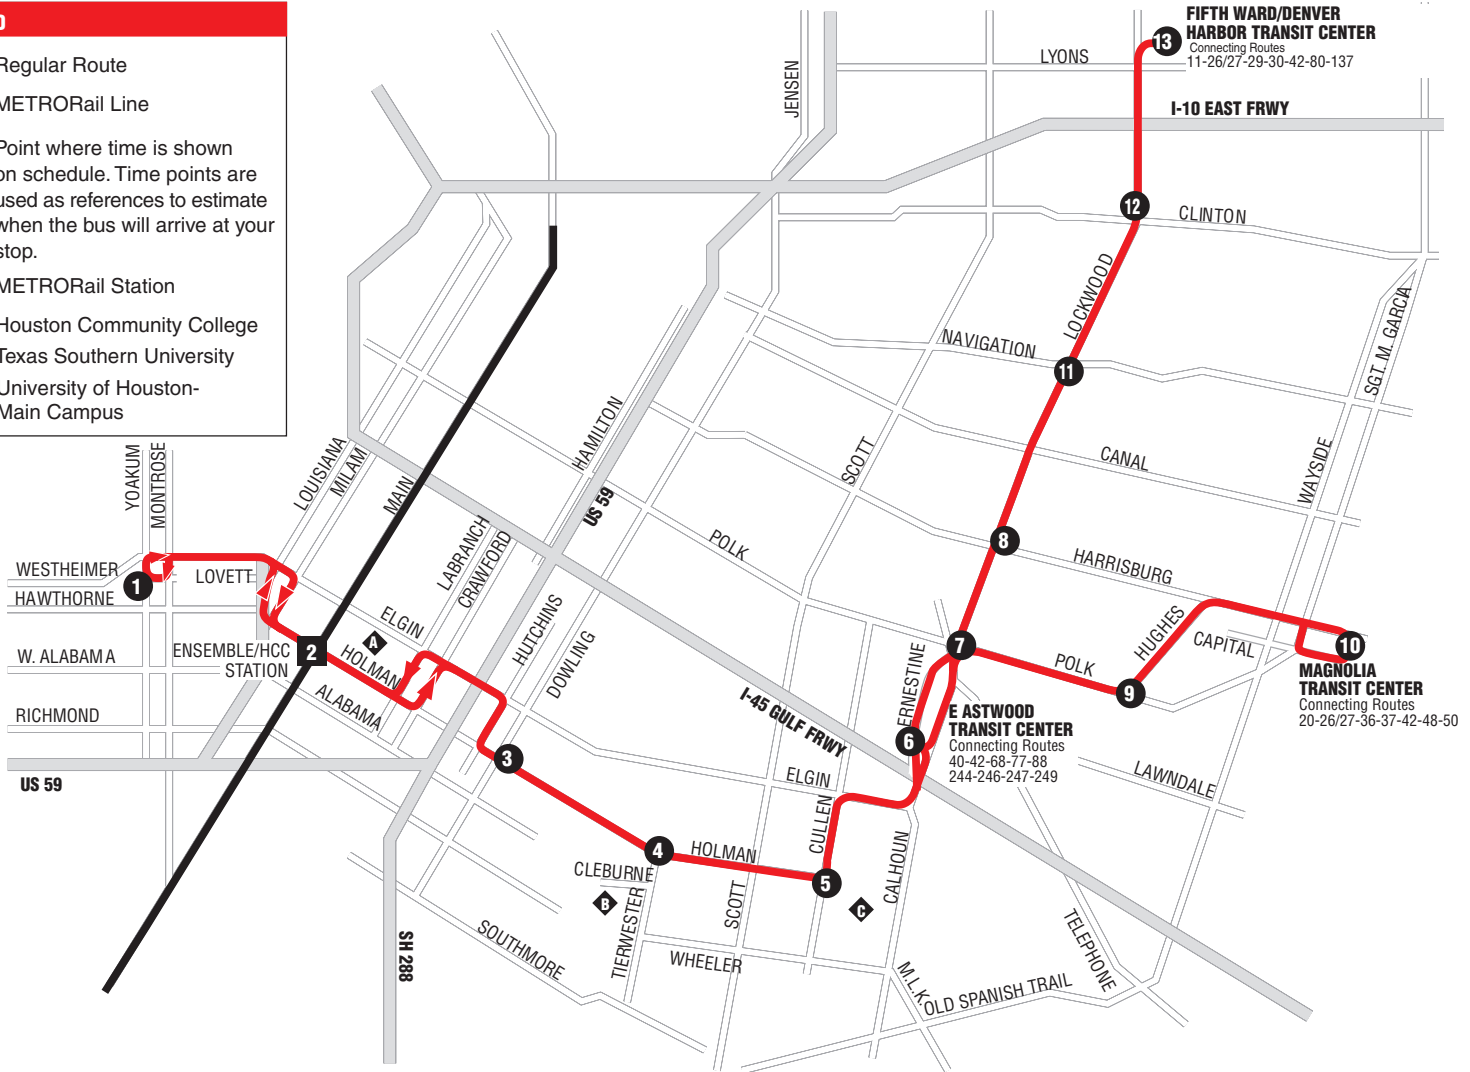 Regular Route
METRORail Line
Point where time is shown
on schedule. Time points are
used as references to estimate
when the bus will arrive at your
stop.
METRORail Station
Houston Community College
Texas Southern University
University of Houston-
Main Campus
FIFTH WARD/DENVER
HARBOR TRANSIT CENTER
Connecting Routes
11-26/27-29-30-42-80-137
13
LYONS
JENSEN
I-10 EAST FRWY
12
CLINTON
LOCKWOOD
SGT. M. GARCIA
NAVIGATION
11
HAMILTON
SCOTT
CANAL
WAYSIDE
YOAKUM
MONTROSE
LOUISIANA
MILAM
MAIN
US 59
LABRANCH
CRAWFORD
POLK
8
HARRISBURG
WESTHEIMER
1
LOVETT
HAWTHORNE
ELGIN
A
HUTCHINS
DOWLING
W. ALABAMA
ENSEMBLE/HCC
STATION
2
HOLMAN
ALABAMA
ERNESTINE
7
POLK
HUGHES
CAPITAL
10
MAGNOLIA
TRANSIT CENTER
Connecting Routes
20-26/27-36-37-42-48-50
9
RICHMOND
I-45 GULF FRWY
6
E ASTWOOD
TRANSIT CENTER
Connecting Routes
40-42-68-77-88
244-246-247-249
US 59
3
ELGIN
LAWNDALE
CULLEN
4
HOLMAN
CLEBURNE
5
CALHOUN
B
C
TIERWESTER
SCOTT
SH 288
SOUTHMORE
WHEELER
M.L.K.
OLD SPANISH TRAIL
TELEPHONE